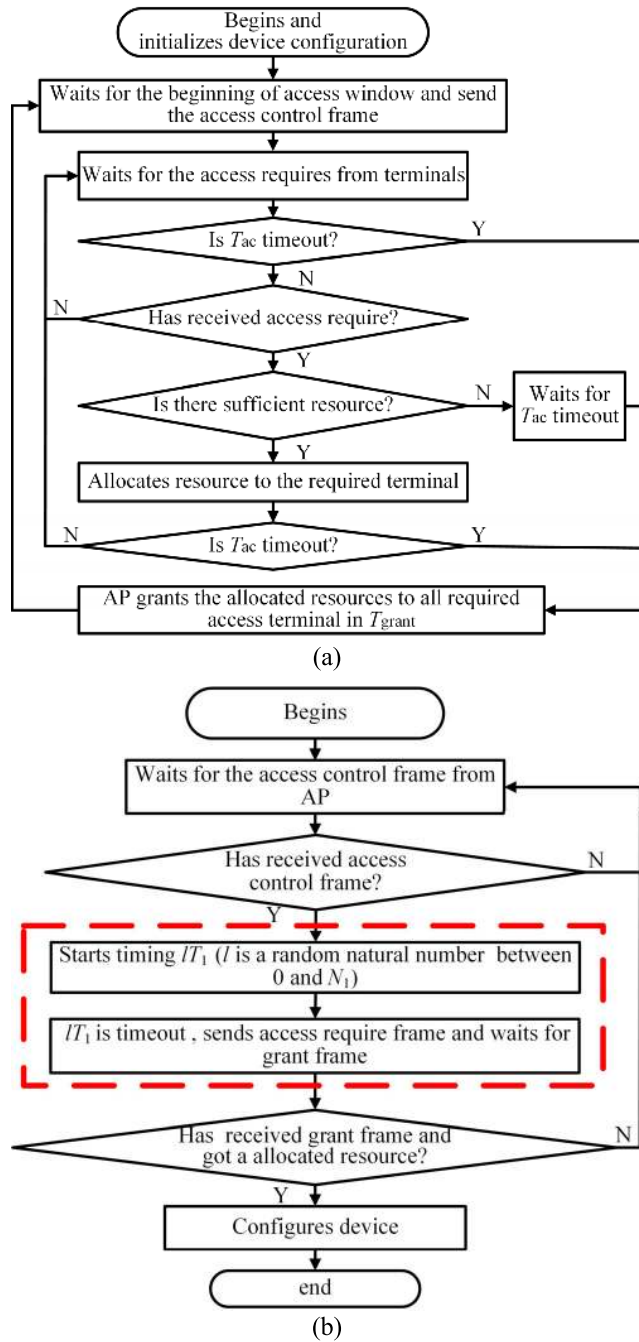 Begins and
initializes device configuration
Waits for the beginning of access window and send
the access control frame
Waits for the access requires from terminals
Is Tac timeout?
Y
N
N
Has received access require?
Y
Is there sufficient resource?
N
Waits for
Tac timeout
Y
Allocates resource to the required terminal
N
Is Tac timeout?
Y
AP grants the allocated resources to all required
access terminal in Tgrant
(a)
Begins
Waits for the access control frame from
AP
Has received access
control frame?
N
Y
Starts timing lT1 (l is a random natural number between
0 and N1)
lT1 is timeout , sends access require frame and waits for
grant frame
Has received grant frame and
got a allocated resource?
N
Y
Configures device
end
(b)